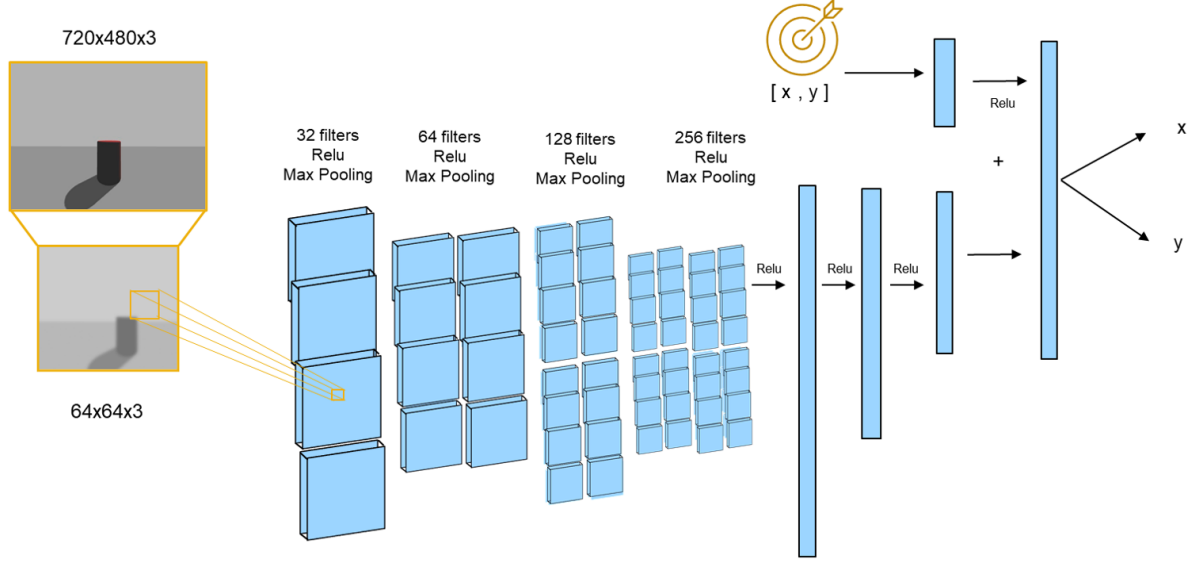 720x480x3
64x64x3
32 filters
Relu
Max Pooling
64 filters
Relu
Max Pooling
128 filters
Relu
Max Pooling
256 filters
Relu
Max Pooling
Relu
Relu
Relu
[ x , y ]
Relu
+
x
y